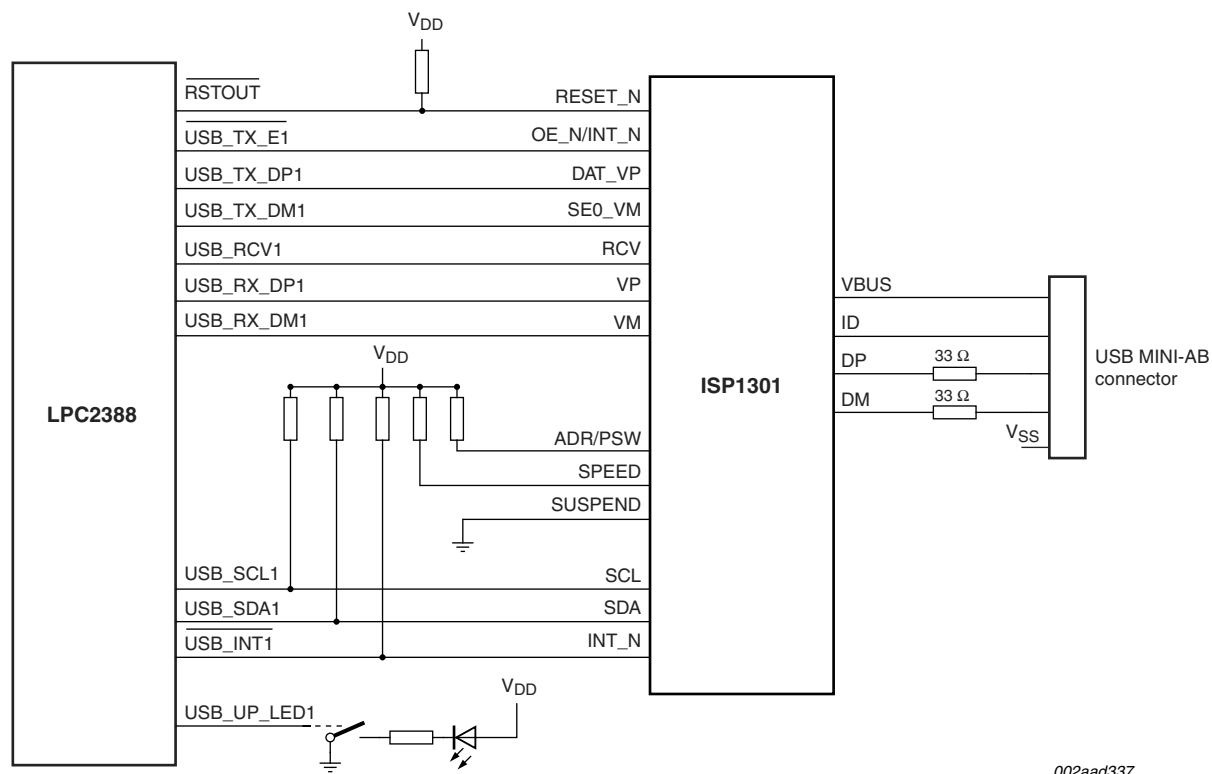 VDD
RSTOUT RESET_N
USB_TX_E1 OE_N/INT_N
USB_TX_DP1 DAT_VP
USB_TX_DM1 SE0_VM
USB_RCV1 RCV
USB_RX_DP1 VP
USB_RX_DM1 VM
VBUS
ID
DP 33 Ω
DM 33 Ω
VSS
USB MINI-AB
connector
VDD
LPC2388
ISP1301
ADR/PSW
SPEED
SUSPEND
USB_SCL1 SCL
USB_SDA1 SDA
USB_INT1 INT_N
VDD
USB_UP_LED1
002aad337